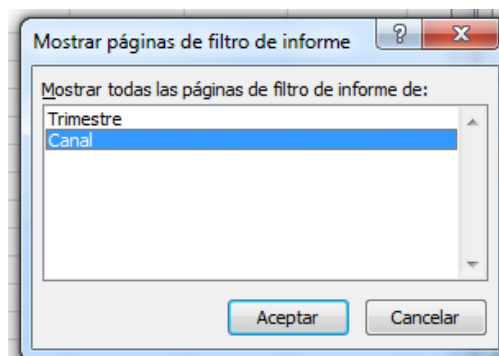 Mostrar páginas de filtro de informe
Mostrar todas las páginas de filtro de informe de:
Trimestre
Canal
Aceptar
Cancelar